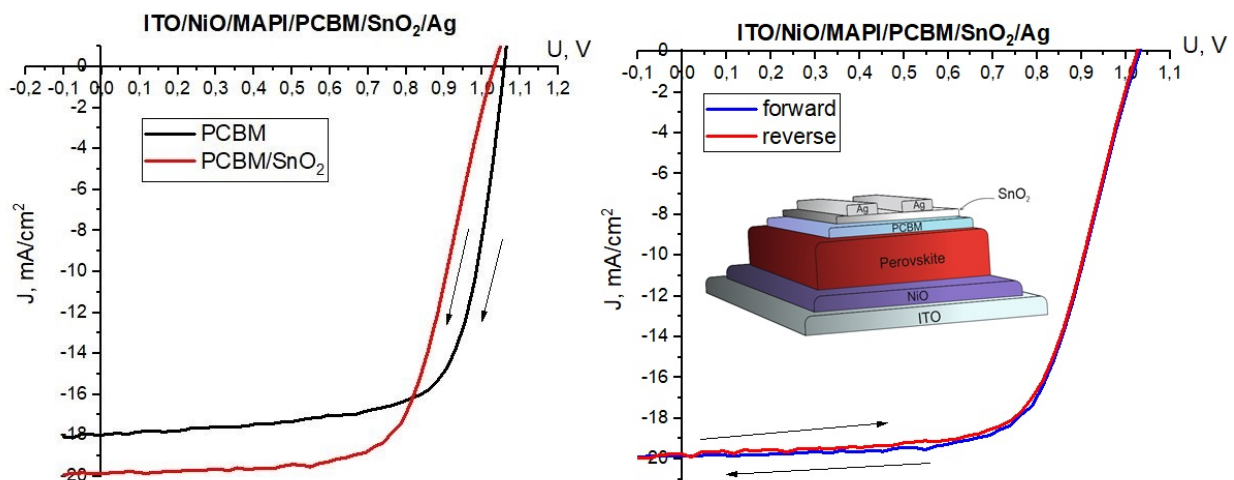 ITO/NiO/MAPI/PCBM/SnO₂/Ag
U, V
0
-0,2 -0,1 0,0 0,1 0,2 0,3 0,4 0,5 0,6 0,7 0,8 0,9 1,0 1,1 1,2
-2
-4
-6
-8
-10
-12
-14
-16
-18
-20
J, mA/cm²
PCBM
PCBM/SnO₂
ITO/NiO/MAPI/PCBM/SnO₂/Ag
U, V
0
-0,1 0,0 0,1 0,2 0,3 0,4 0,5 0,6 0,7 0,8 0,9 1,0 1,1
-2
-4
-6
-8
-10
-12
-14
-16
-18
-20
J, mA/cm²
forward
reverse
SnO₂
Ag
Ag
PCBM
Perovskite
NiO
ITO